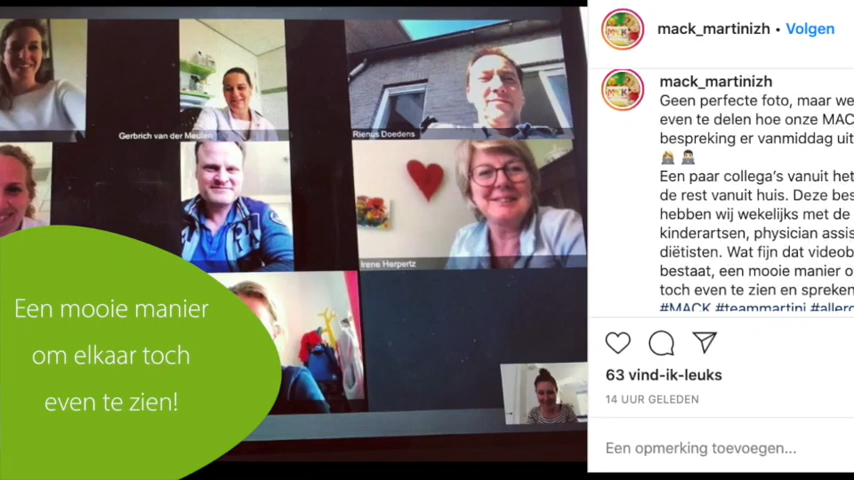 Gerbrich van der Meulen
Rienus Doedens
Irene Herpertz
Een mooie manier
om elkaar toch
even te zien!
mack_martinizh • Volgen
mack_martinizh
Geen perfecte foto, maar we
even te delen hoe onze MAC
bespreking er vanmiddag uit
Een paar collega's vanuit het
de rest vanuit huis. Deze bes
hebben wij wekelijks met de
kinderartsen, physician assis
diëtisten. Wat fijn dat videob
bestaat, een mooie manier o
toch even te zien en spreken
#MACK #teammartini #allerg
63 vind-ik-leuks
14 UUR GELEDEN
Een opmerking toevoegen...